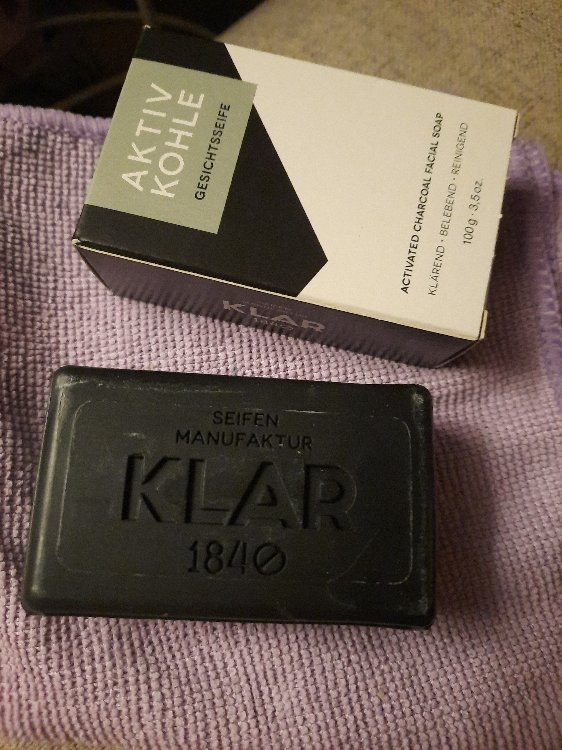 AKTIV
KOHLE
GESICHTSSEIFE
ACTIVATED CHARCOAL FACIAL SOAP
KLÄREND · BELEBEND · REINIGEND
100 g · 3,5 oz.
KLAR
SEIFEN
MANUFAKTUR
KLAR
1840